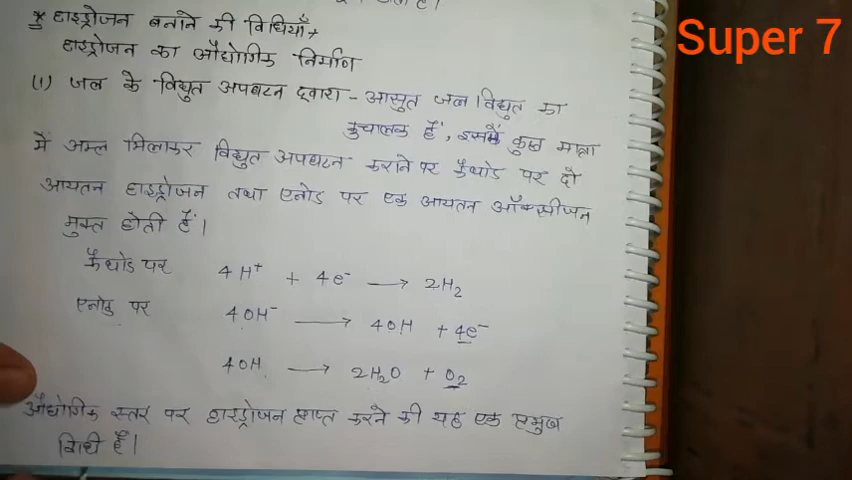 Super 7
* हाइड्रोजन बनाने की विधियाँ →
हाइड्रोजन का औद्योगिक निर्माण
(1) जल के विद्युत अपघटन द्वारा - आसुत जल विद्युत का
कुचालक हैं, इसमें कुछ मात्रा
में अम्ल मिलाकर विद्युत अपघटन कराने पर कैथोड पर दो
आयतन हाइड्रोजन तथा एनोड पर एक आयतन ऑक्सीजन
मुक्त होती हैं।
कैथोड पर 4H⁺ + 4e⁻ → 2H₂
एनोड पर 4OH⁻ → 4OH + 4e⁻
4OH → 2H₂O + O₂
औद्योगिक स्तर पर हाइड्रोजन प्राप्त करने की यह एक प्रमुख
विधि हैं।